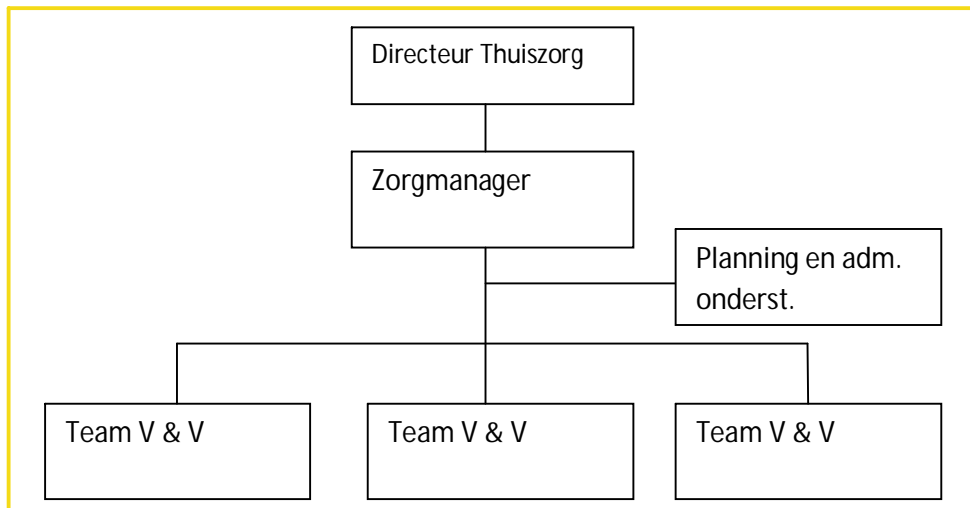 Directeur Thuiszorg
Zorgmanager
Planning en adm.
onderst.
Team V & V
Team V & V
Team V & V